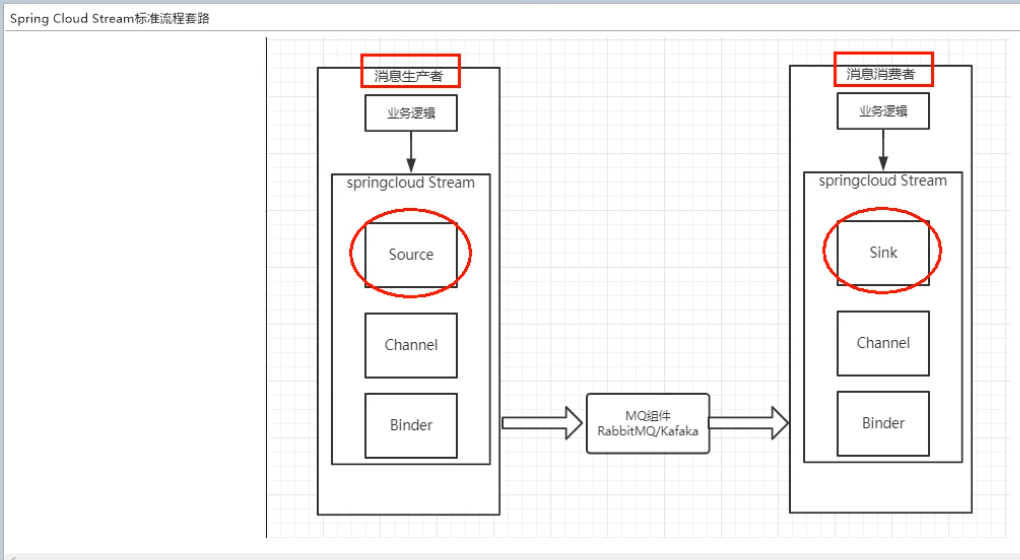 Spring Cloud Stream标准流程套路
消息生产者
业务逻辑
springcloud Stream
Source
Channel
Binder
MQ组件
RabbitMQ/Kafaka
消息消费者
业务逻辑
springcloud Stream
Sink
Channel
Binder